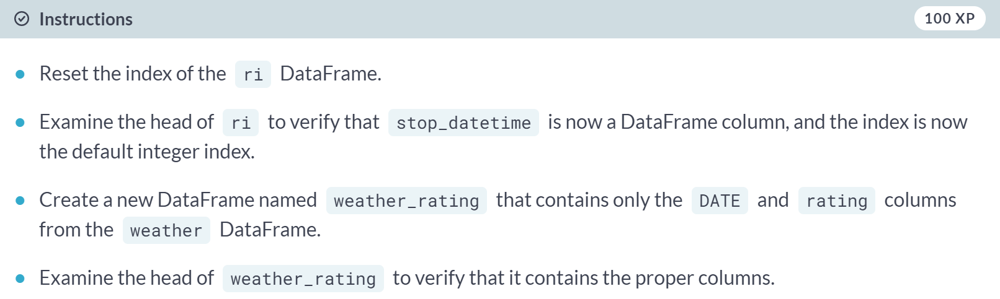 Instructions 100 XP
Reset the index of the ri DataFrame.
Examine the head of ri to verify that stop_datetime is now a DataFrame column, and the index is now
the default integer index.
Create a new DataFrame named weather_rating that contains only the DATE and rating columns
from the weather DataFrame.
Examine the head of weather_rating to verify that it contains the proper columns.